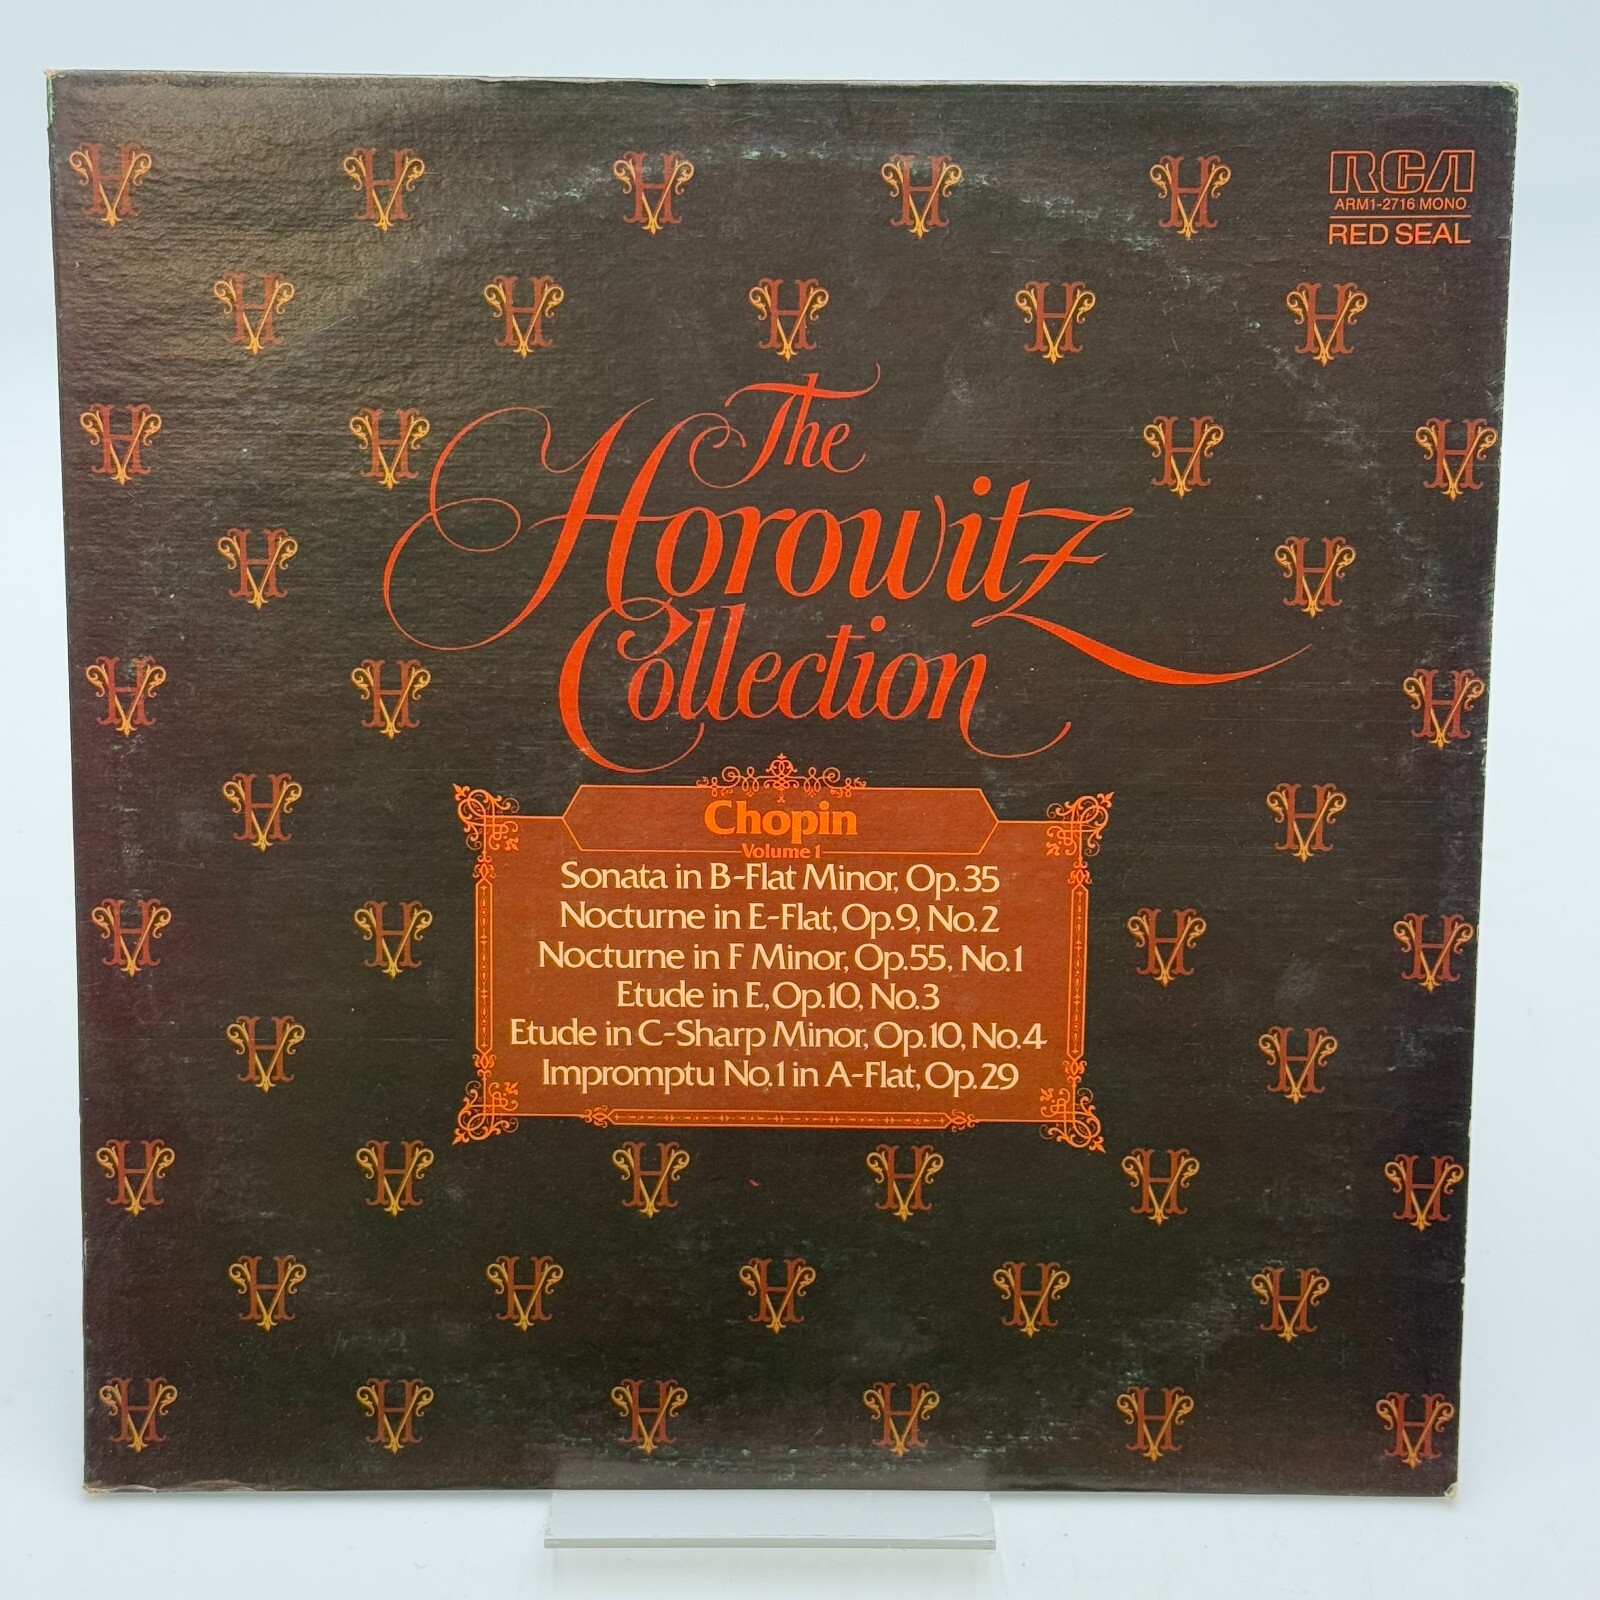 RCA
ARM1-2716 MONO
RED SEAL
The
Horowitz
Collection
Chopin
Volume 1
Sonata in B-Flat Minor, Op. 35
Nocturne in E-Flat, Op. 9, No. 2
Nocturne in F Minor, Op. 55, No. 1
Etude in E, Op. 10, No. 3
Etude in C-Sharp Minor, Op. 10, No. 4
Impromptu No. 1 in A-Flat, Op. 29